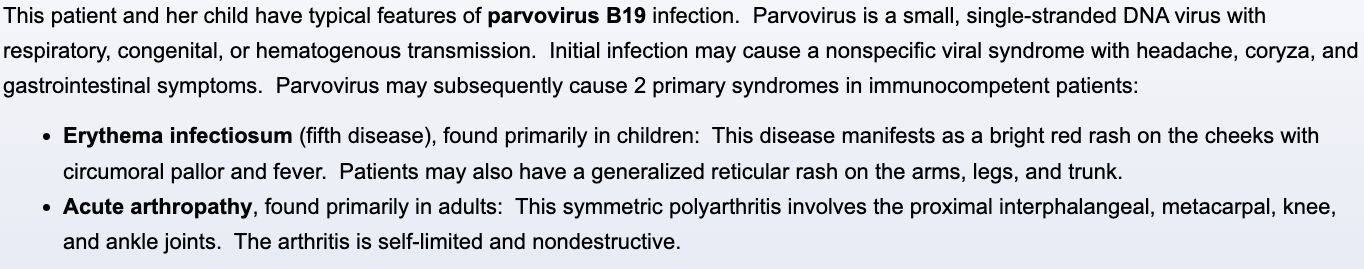 This patient and her child have typical features of parvovirus B19 infection.  Parvovirus is a small, single-stranded DNA virus with
respiratory, congenital, or hematogenous transmission.  Initial infection may cause a nonspecific viral syndrome with headache, coryza, and
gastrointestinal symptoms.  Parvovirus may subsequently cause 2 primary syndromes in immunocompetent patients:
• Erythema infectiosum (fifth disease), found primarily in children:  This disease manifests as a bright red rash on the cheeks with
circumoral pallor and fever.  Patients may also have a generalized reticular rash on the arms, legs, and trunk.
• Acute arthropathy, found primarily in adults:  This symmetric polyarthritis involves the proximal interphalangeal, metacarpal, knee,
and ankle joints.  The arthritis is self-limited and nondestructive.